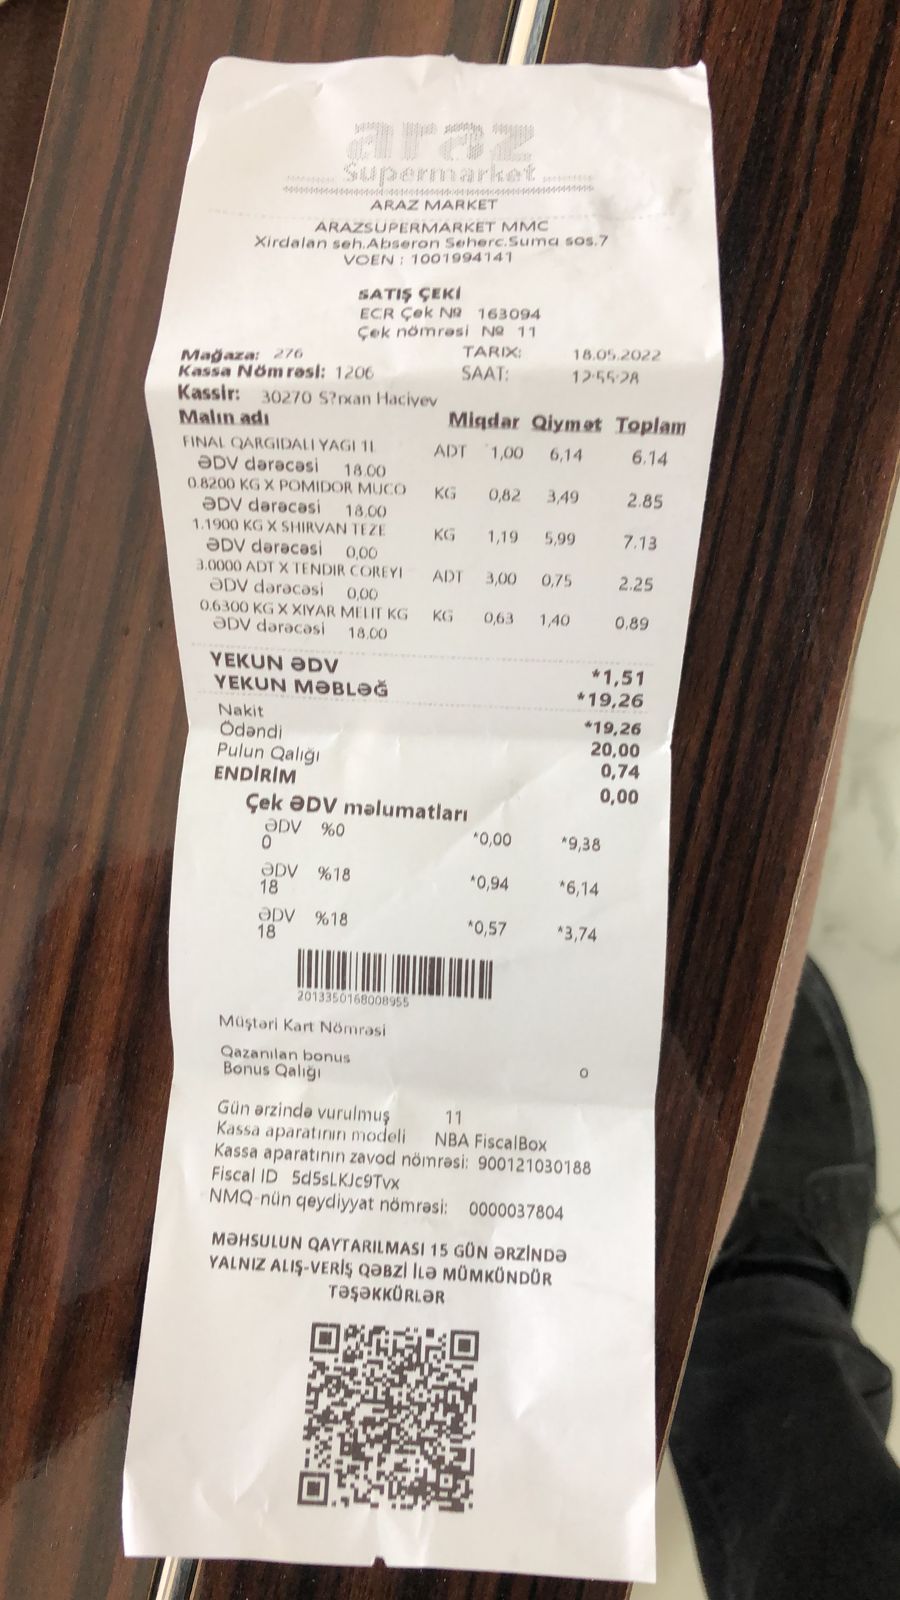 araz
Supermarket
ARAZ MARKET
ARAZSUPERMARKET MMC
Xirdalan seh.Abseron Seherc.Sumq sos.7
VOEN : 1001994141
SATIŞ ÇEKİ
ECR Çek № 163094
Çek nömrəsi № 11
Mağaza: 276 TARIX: 18.05.2022
Kassa Nömrəsi: 1206 SAAT: 12:55:28
Kassir: 30270 S?rxan Haciyev
Malın adı Miqdar Qiymət Toplam
FINAL QARGIDALI YAGI 1L ADT 1,00 6,14 6.14
ƏDV dərəcəsi 18.00
0.8200 KG X POMIDOR MUCO KG 0,82 3,49 2.85
ƏDV dərəcəsi 18.00
1.1900 KG X SHIRVAN TEZE KG 1,19 5,99 7.13
ƏDV dərəcəsi 0,00
3.0000 ADT X TENDIR COREYI ADT 3,00 0,75 2.25
ƏDV dərəcəsi 0,00
0.6300 KG X XIYAR MELIT KG KG 0,63 1,40 0.89
ƏDV dərəcəsi 18.00
YEKUN ƏDV *1,51
YEKUN MƏBLƏĞ *19,26
Nakit *19,26
Ödəndi 20,00
Pulun Qalığı 0,74
ENDİRİM 0,00
Çek ƏDV məlumatları
ƏDV %0 *0,00 *9,38
0
ƏDV %18 *0,94 *6,14
18
ƏDV %18 *0,57 *3,74
18
2013350168008955
Müştəri Kart Nömrəsi
Qazanılan bonus
Bonus Qalığı 0
Gün ərzində vurulmuş 11
Kassa aparatının modeli NBA FiscalBox
Kassa aparatının zavod nömrəsi: 900121030188
Fiscal ID 5d5sLKJc9Tvx
NMQ-nün qeydiyyat nömrəsi: 0000037804
MƏHSULUN QAYTARILMASI 15 GÜN ƏRZİNDƏ
YALNIZ ALIŞ-VERİŞ QƏBZİ İLƏ MÜMKÜNDÜR
TƏŞƏKKÜRLƏR